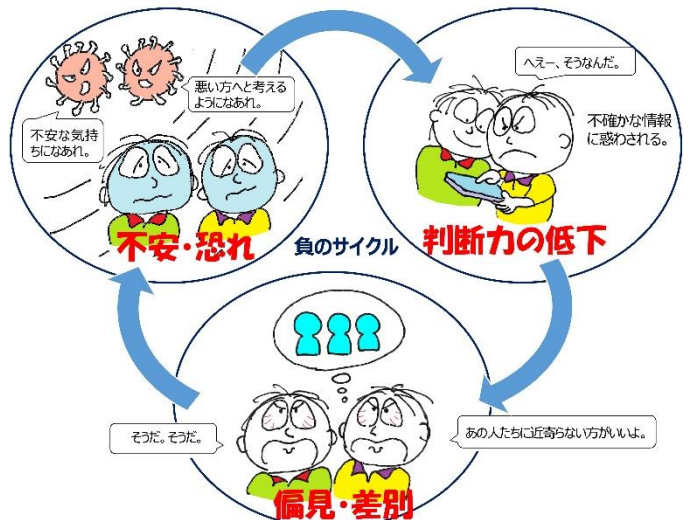 悪い方へと考える
ようになあれ。
不安な気持
ちになあれ。
不安・恐れ
負のサイクル
へえー、そうなんだ。
不確かな情報
に惑わされる。
判断力の低下
そうだ。そうだ。
あの人たちに近寄らない方がいいよ。
偏見・差別